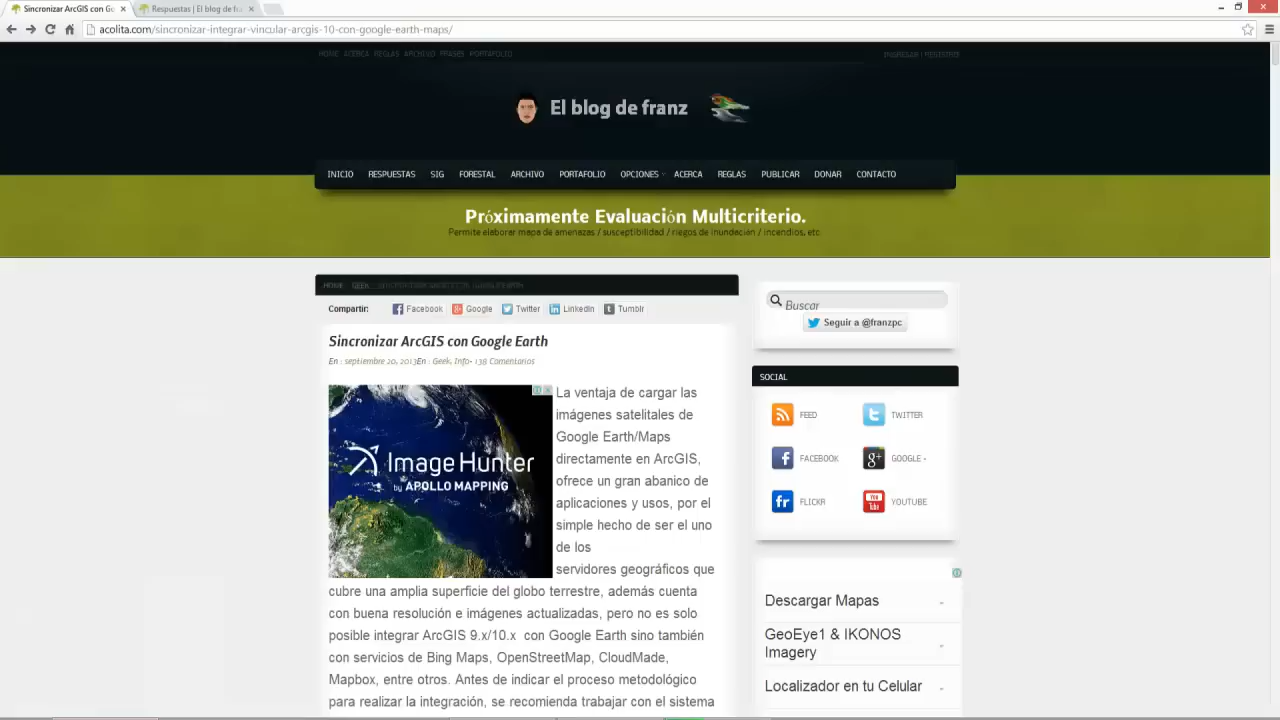 Sincronizar ArcGIS con Go
Respuestas | El blog de fra
acolita.com/sincronizar-integrar-vincular-arcgis-10-con-google-earth-maps/
HOME ACERCA REGLAS ARCHIVO FRASES PORTAFOLIO
El blog de franz
INICIO RESPUESTAS SIG FORESTAL ARCHIVO PORTAFOLIO OPCIONES ACERCA REGLAS PUBLICAR DONAR CONTACTO
Próximamente Evaluación Multicriterio.
Permite elaborar mapa de amenazas / susceptibilidad / riegos de inundación / incendios, etc
HOME GEEK
Compartir: Facebook Google Twitter Linkedin Tumblr
Sincronizar ArcGIS con Google Earth
En : septiembre 20, 2013En : Geek, Info- 138 Comentarios
Image Hunter
by APOLLO MAPPING
La ventaja de cargar las
imágenes satelitales de
Google Earth/Maps
directamente en ArcGIS,
ofrece un gran abanico de
aplicaciones y usos, por el
simple hecho de ser el uno
de los
servidores geográficos que
cubre una amplia superficie del globo terrestre, además cuenta
con buena resolución e imágenes actualizadas, pero no es solo
posible integrar ArcGIS 9.x/10.x con Google Earth sino también
con servicios de Bing Maps, OpenStreetMap, CloudMade,
Mapbox, entre otros. Antes de indicar el proceso metodológico
para realizar la integración, se recomienda trabajar con el sistema
Buscar
Seguir a @franzpc
SOCIAL
FEED
TWITTER
FACEBOOK
GOOGLE +
FLICKR
YOUTUBE
Descargar Mapas
GeoEye1 & IKONOS
Imagery
Localizador en tu Celular